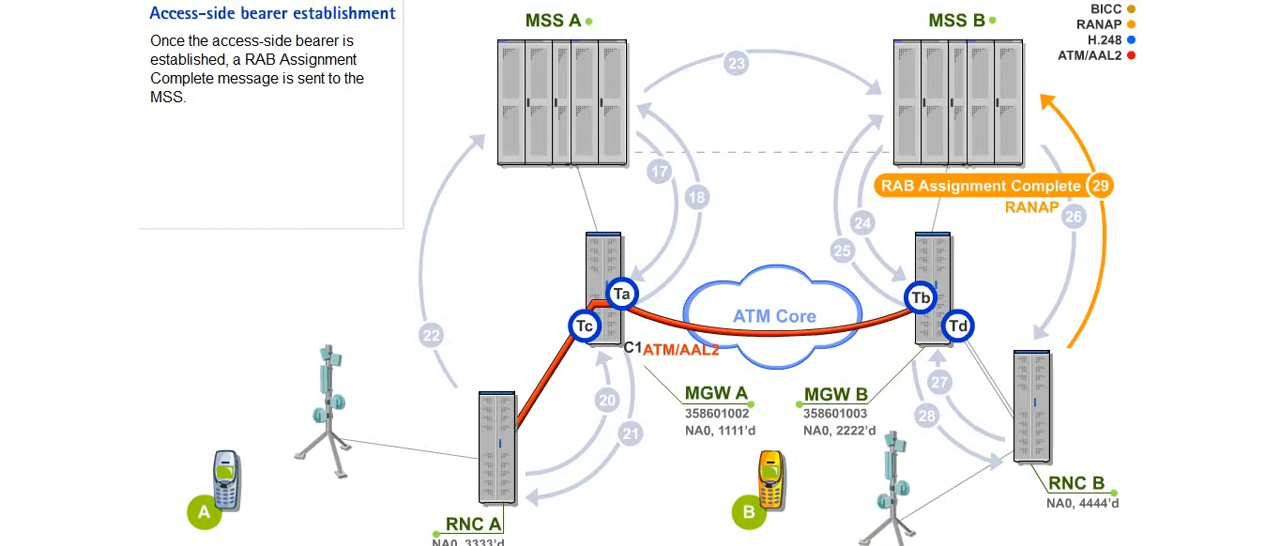 Access-side bearer establishment
Once the access-side bearer is
established, a RAB Assignment
Complete message is sent to the
MSS.
MSS A
MSS B
BICC
RANAP
H.248
ATM/AAL2
23
17
18
RAB Assignment Complete 29
RANAP
26
24
25
22
Ta
Tb
Tc
Td
ATM Core
C1
ATM/AAL2
MGW A
358601002
NA0, 1111'd
MGW B
358601003
NA0, 2222'd
20
21
27
28
RNC B
NA0, 4444'd
A
B
RNC A
NA0, 3333'd